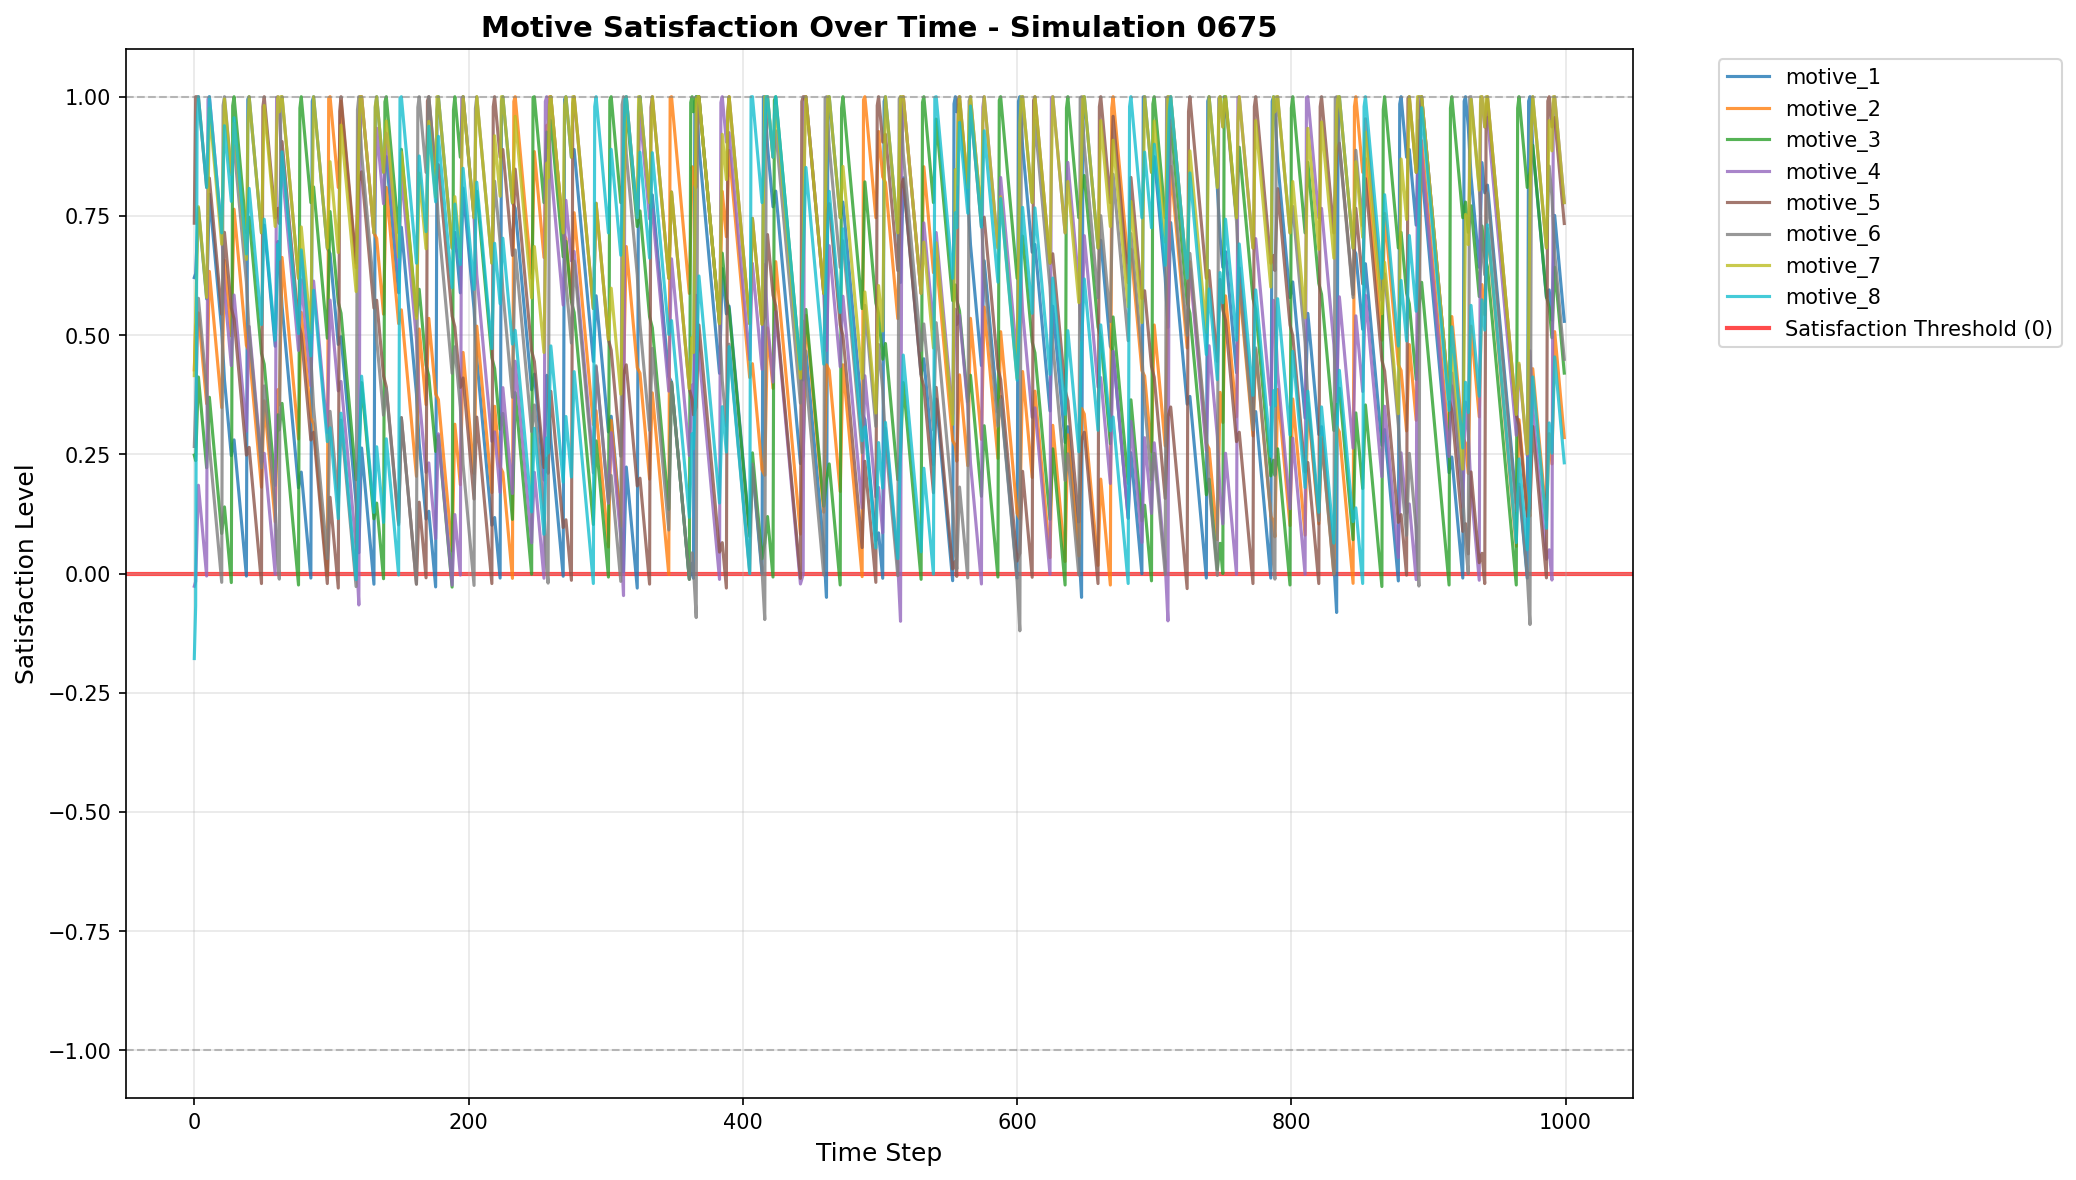 Motive Satisfaction Over Time - Simulation 0675
Satisfaction Level
1.00
0.75
0.50
0.25
0.00
−0.25
−0.50
−0.75
−1.00
0
200
400
600
800
1000
Time Step
motive_1
motive_2
motive_3
motive_4
motive_5
motive_6
motive_7
motive_8
Satisfaction Threshold (0)